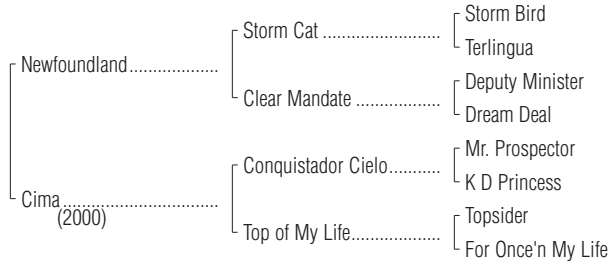 Storm Bird
Storm Cat ....................
Terlingua
Newfoundland..................
Deputy Minister
Clear Mandate ................
Dream Deal
Mr. Prospector
Conquistador Cielo...........
K D Princess
Cima...............................
(2000)
Topsider
Top of My Life..................
For Once'n My Life